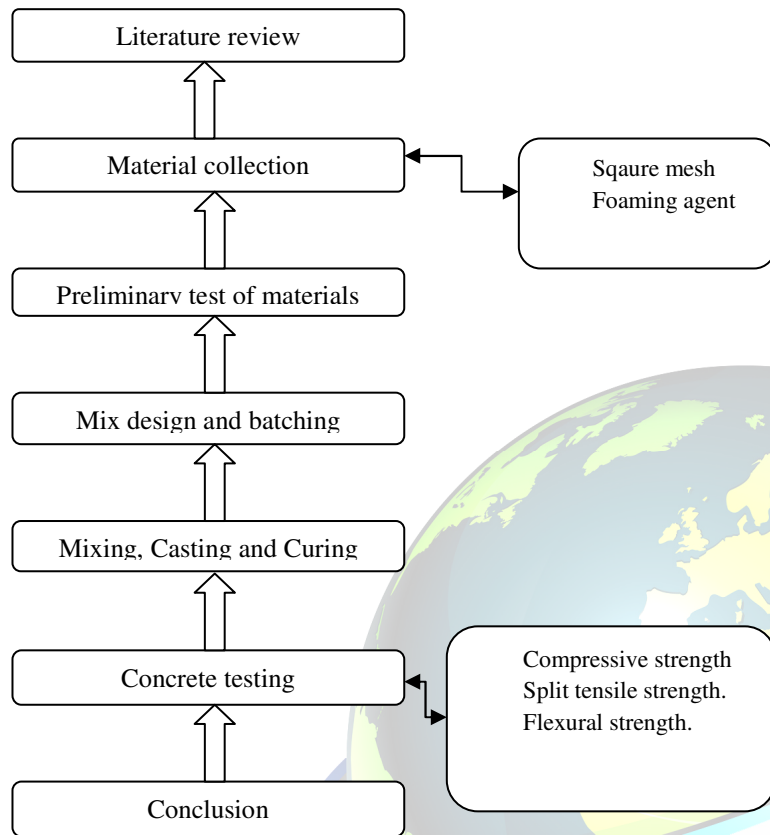 Literature review
Material collection
Sqaure mesh
Foaming agent
Preliminary test of materials
Mix design and batching
Mixing, Casting and Curing
Concrete testing
Compressive strength
Split tensile strength.
Flexural strength.
Conclusion